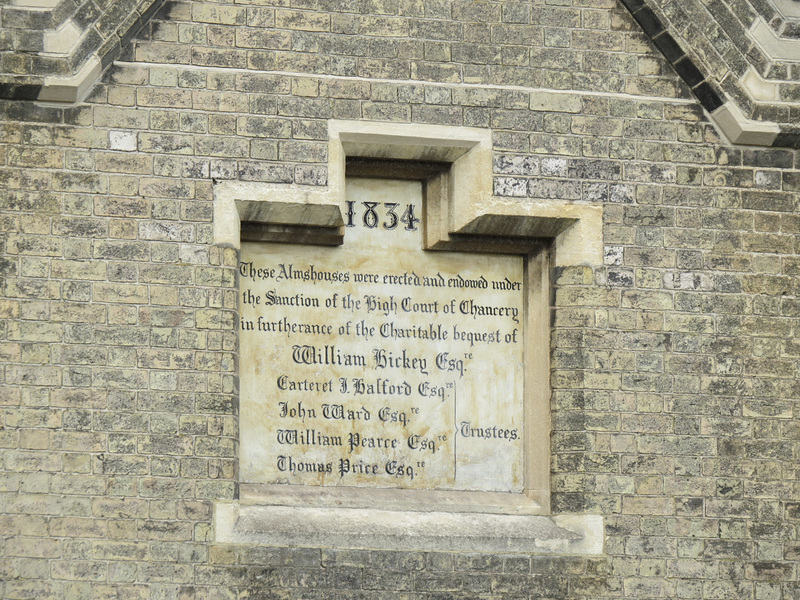 1834
These Almshouses were erected and endowed under
the Sanction of the High Court of Chancery
in furtherance of the Charitable bequest of
William Hickey Esq.re
Carteret J. Halford Esq.re
John Ward Esq.re
William Pearce Esq.re
Thomas Price Esq.re
Trustees.